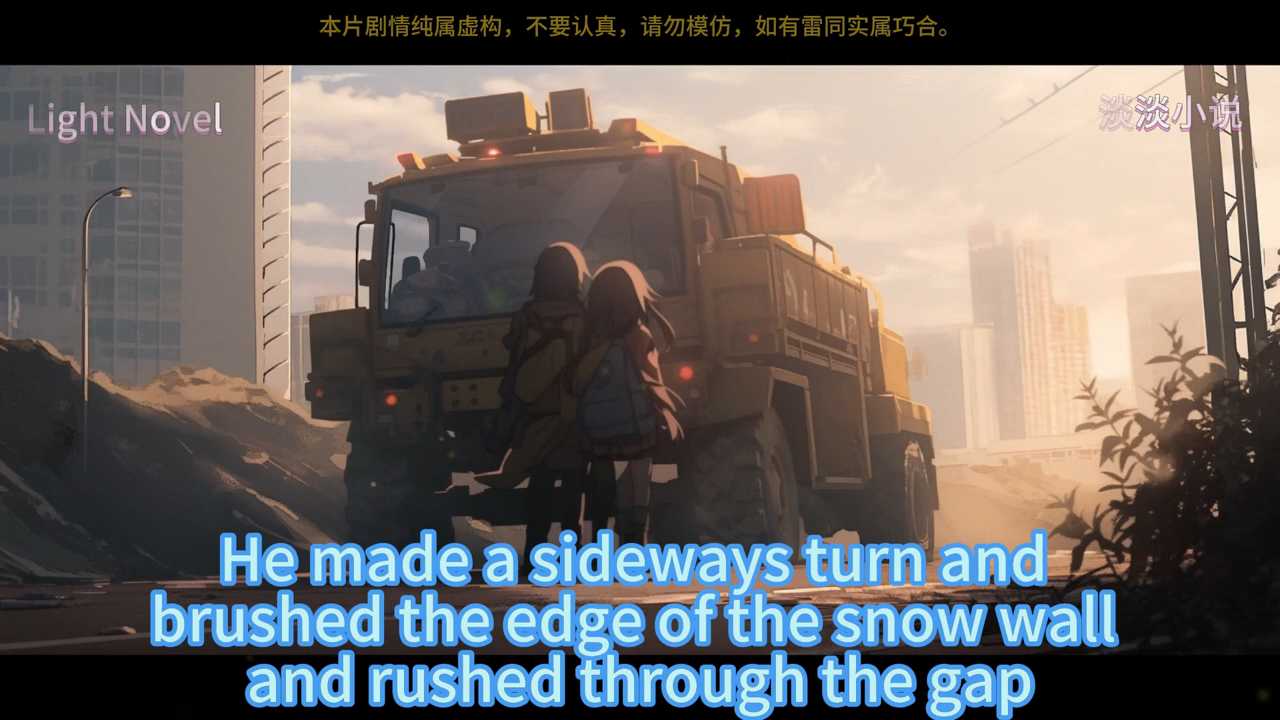 本片剧情纯属虚构，不要认真，请勿模仿，如有雷同实属巧合。
Light Novel
淡淡小说
He made a sideways turn and
brushed the edge of the snow wall
and rushed through the gap